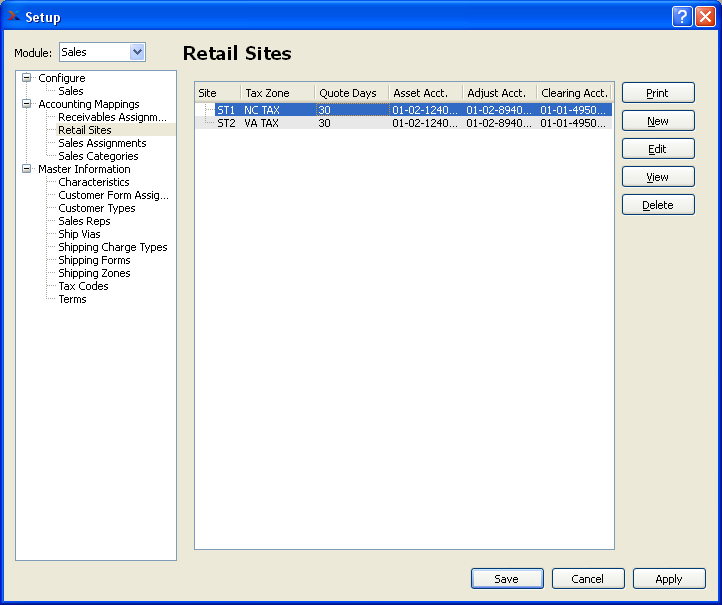 Setup
Module: Sales
Retail Sites
Configure
Sales
Accounting Mappings
Receivables Assignm...
Retail Sites
Sales Assignments
Sales Categories
Master Information
Characteristics
Customer Form Assig...
Customer Types
Sales Reps
Ship Vias
Shipping Charge Types
Shipping Forms
Shipping Zones
Tax Codes
Terms
Site Tax Zone Quote Days Asset Acct. Adjust Acct. Clearing Acct.
ST1 NC TAX 30 01-02-1240... 01-02-8940... 01-01-4950...
ST2 VA TAX 30 01-02-1240... 01-02-8940... 01-01-4950...
Print
New
Edit
View
Delete
Save Cancel Apply